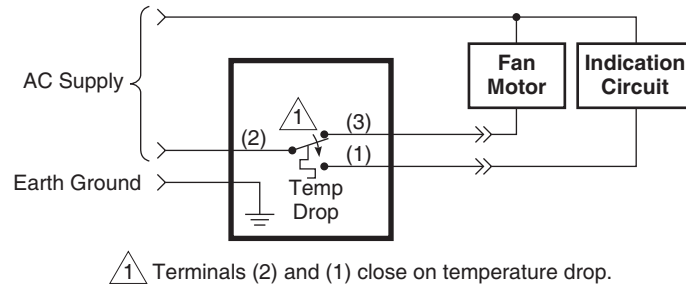 AC Supply
Earth Ground
Fan
Motor
Indication
Circuit
1
(2)
(3)
(1)
Temp
Drop
1 Terminals (2) and (1) close on temperature drop.